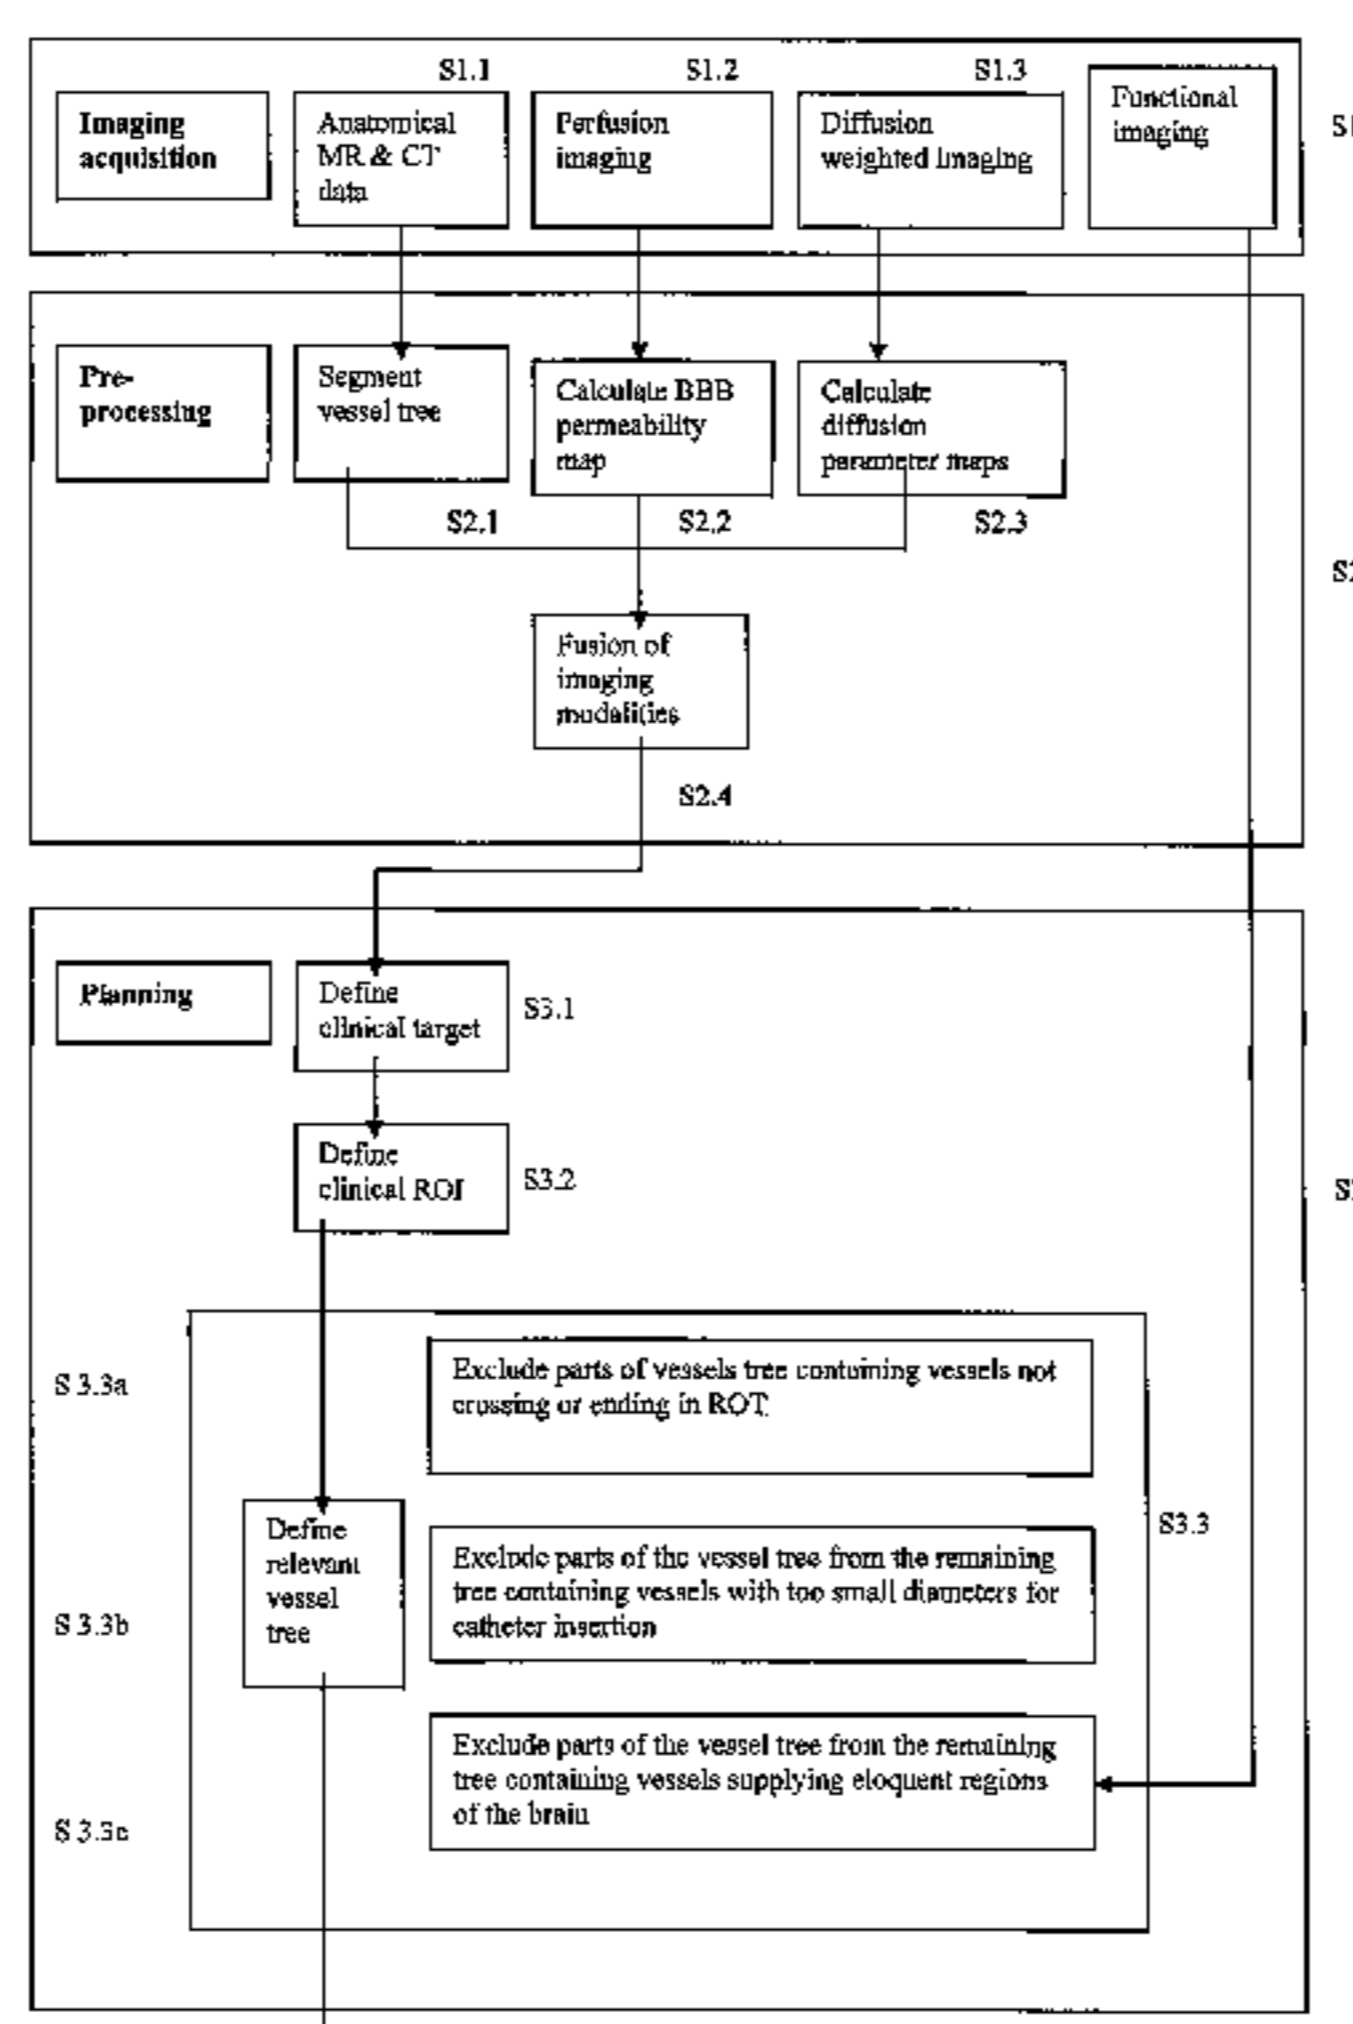 S1.1
S1.2
S1.3
Imaging
acquisition
Anatomical
MR & CT
data
Perfusion
imaging
Diffusion
weighted imaging
Functional
imaging
Pre-
processing
Segment
vessel tree
Calculate BBB
permeability
map
Calculate
diffusion
parameter maps
S2.1
S2.2
S2.3
Fusion of
imaging
modalities
S2.4
Planning
Define
clinical target
S3.1
Define
clinical ROI
S3.2
S 3.3a
Exclude parts of vessels tree containing vessels not
crossing or ending in ROT.
Define
relevant
vessel
tree
S3.3
Exclude parts of the vessel tree from the remaining
tree containing vessels with too small diameters for
catheter insertion
S 3.3b
Exclude parts of the vessel tree from the remaining
tree containing vessels supplying eloquent regions
of the brain
S 3.3c